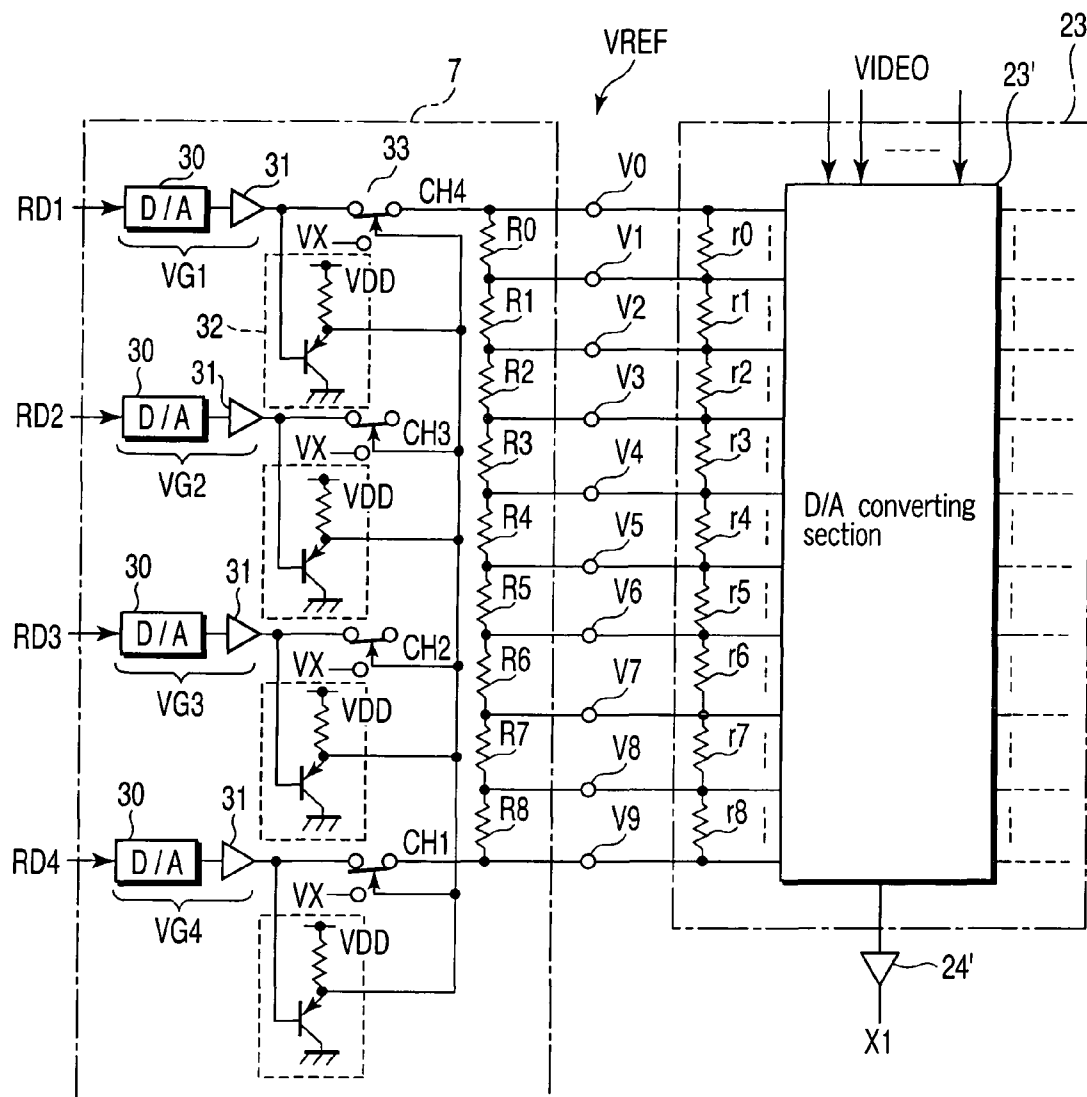 23
VREF
VIDEO
23'
7
30
31
33
CH4
V0
RD1
D/A
VX
R0
r0
VG1
VDD
V1
R1
r1
32
V2
30
31
R2
r2
RD2
D/A
CH3
V3
VX
R3
r3
VG2
VDD
V4
R4
r4
D/A converting
section
V5
30
31
R5
r5
V6
RD3
D/A
CH2
VX
R6
r6
VG3
VDD
V7
R7
r7
V8
30
31
R8
r8
CH1
V9
RD4
D/A
VX
VG4
VDD
24'
X1